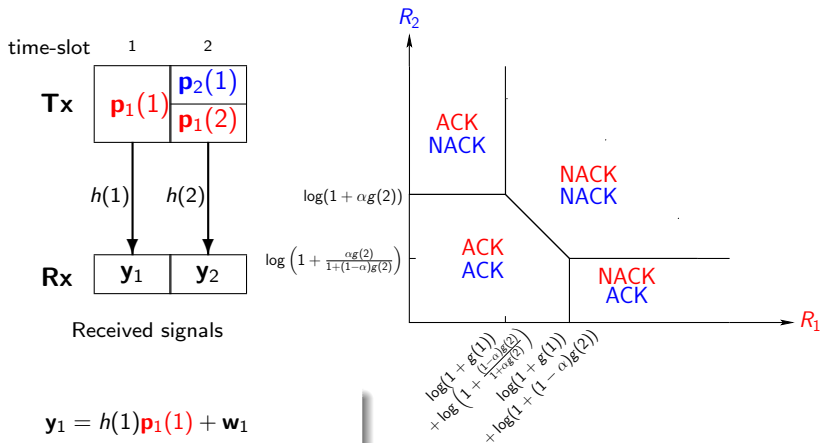 time-slot 1 2
Tx p₁(1) p₂(1)
p₁(2)
h(1) h(2)
Rx y₁ y₂
Received signals
y₁ = h(1)p₁(1) + w₁
R₂
ACK
NACK
NACK
NACK
log(1 + αg(2))
ACK
ACK
log(1 + αg(2)/(1+(1−α)g(2)))
NACK
ACK
R₁
log(1 + g(1))
+ log(1 + (1−α)g(2)/(1+αg(2)))
log(1 + g(1))
+ log(1 + (1 − α)g(2))